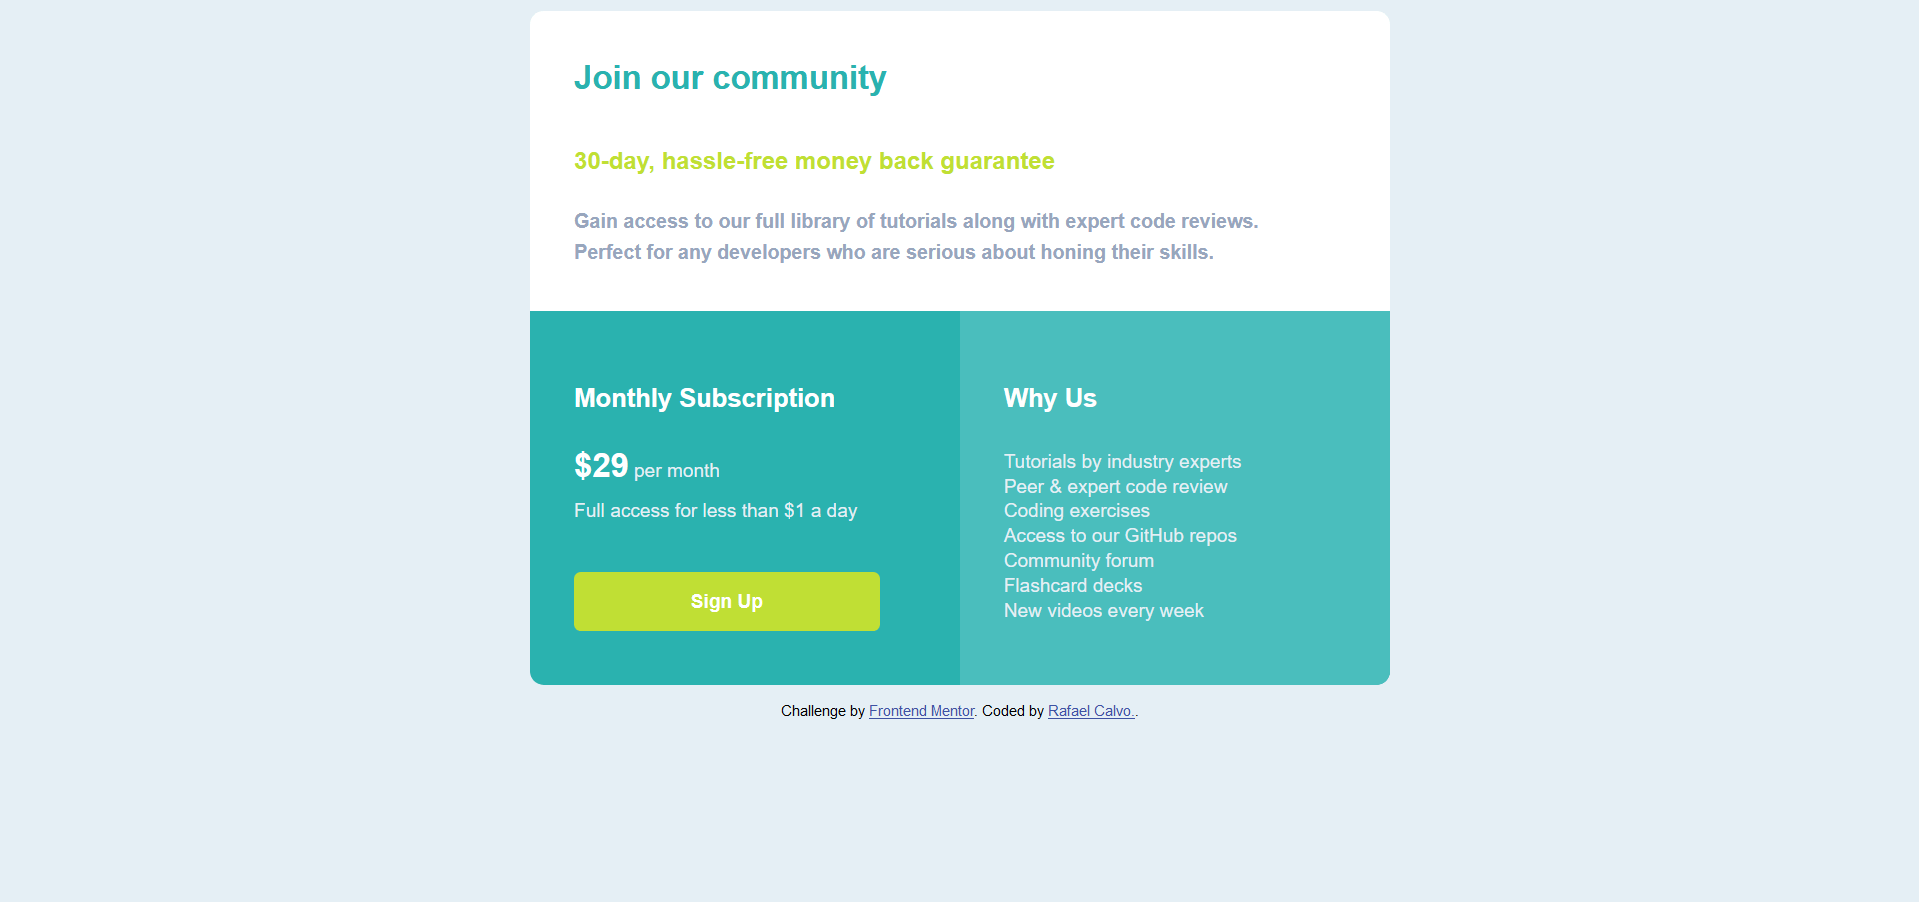 Join our community
30-day, hassle-free money back guarantee
Gain access to our full library of tutorials along with expert code reviews.
Perfect for any developers who are serious about honing their skills.
Monthly Subscription
$29 per month
Full access for less than $1 a day
Sign Up
Why Us
Tutorials by industry experts
Peer & expert code review
Coding exercises
Access to our GitHub repos
Community forum
Flashcard decks
New videos every week
Challenge by Frontend Mentor. Coded by Rafael Calvo..